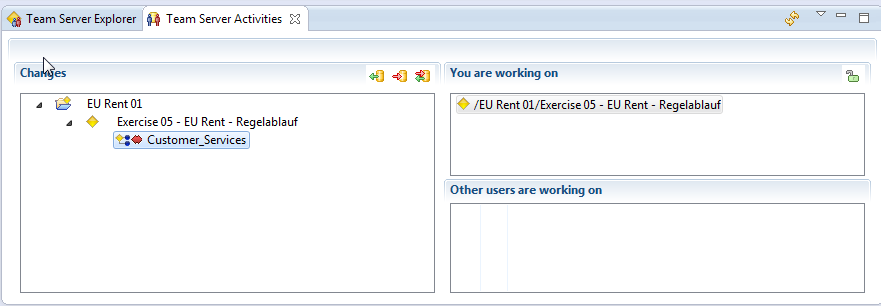 Team Server Explorer
Team Server Activities
Changes
EU Rent 01
Exercise 05 - EU Rent - Regelablauf
Customer_Services
You are working on
/EU Rent 01/Exercise 05 - EU Rent - Regelablauf
Other users are working on